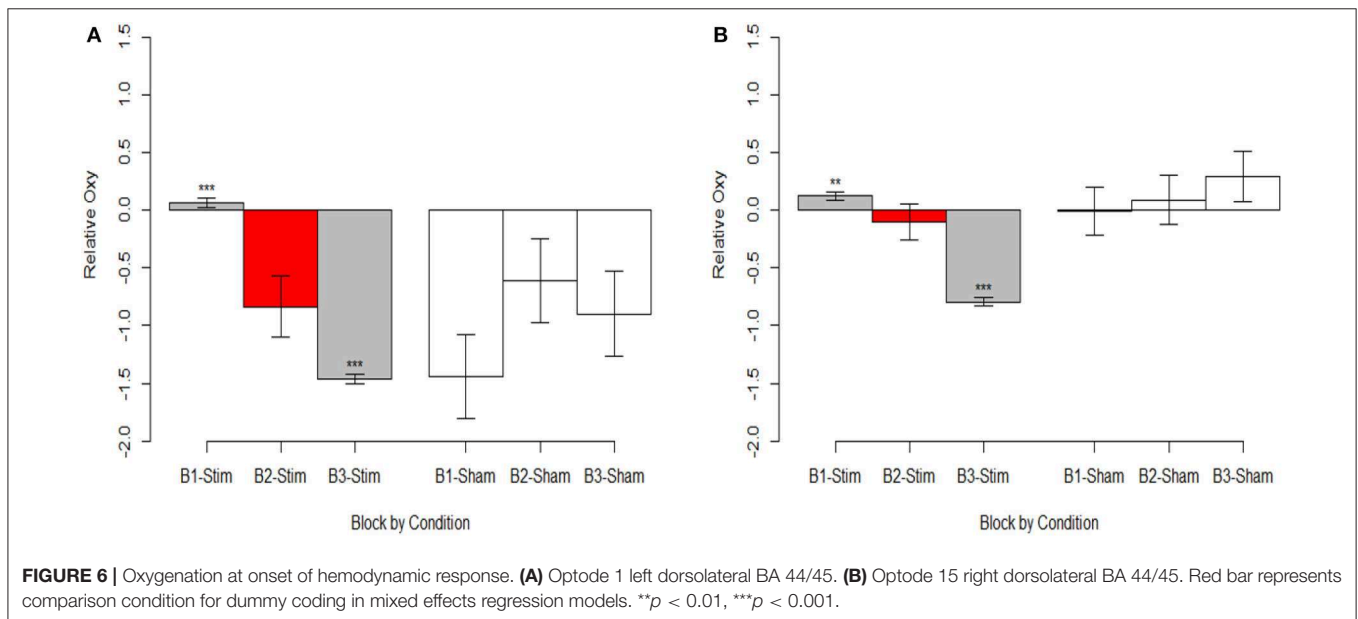 A
Relative Oxy
1.5
1.0
0.5
0.0
-0.5
-1.0
-1.5
-2.0
***
***
B1-Stim B2-Stim B3-Stim B1-Sham B2-Sham B3-Sham
Block by Condition
B
Relative Oxy
1.5
1.0
0.5
0.0
-0.5
-1.0
-1.5
-2.0
**
***
B1-Stim B2-Stim B3-Stim B1-Sham B2-Sham B3-Sham
Block by Condition
FIGURE 6 | Oxygenation at onset of hemodynamic response. (A) Optode 1 left dorsolateral BA 44/45. (B) Optode 15 right dorsolateral BA 44/45. Red bar represents
comparison condition for dummy coding in mixed effects regression models. **p < 0.01, ***p < 0.001.